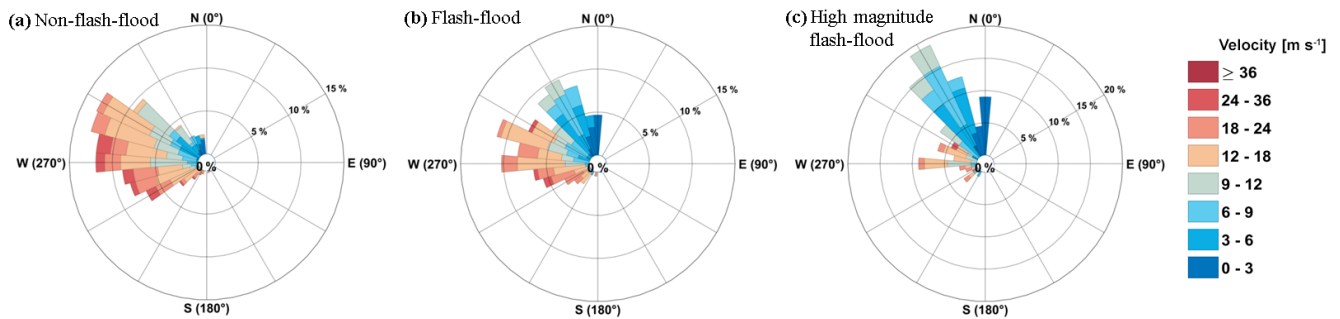 (a) Non-flash-flood
N (0°)
15 %
10 %
5 %
0 %
W (270°)
E (90°)
S (180°)
(b) Flash-flood
N (0°)
15 %
10 %
5 %
0 %
W (270°)
E (90°)
S (180°)
(c) High magnitude
flash-flood
N (0°)
20 %
15 %
10 %
5 %
0 %
W (270°)
E (90°)
S (180°)
Velocity [m s⁻¹]
≥ 36
24 - 36
18 - 24
12 - 18
9 - 12
6 - 9
3 - 6
0 - 3